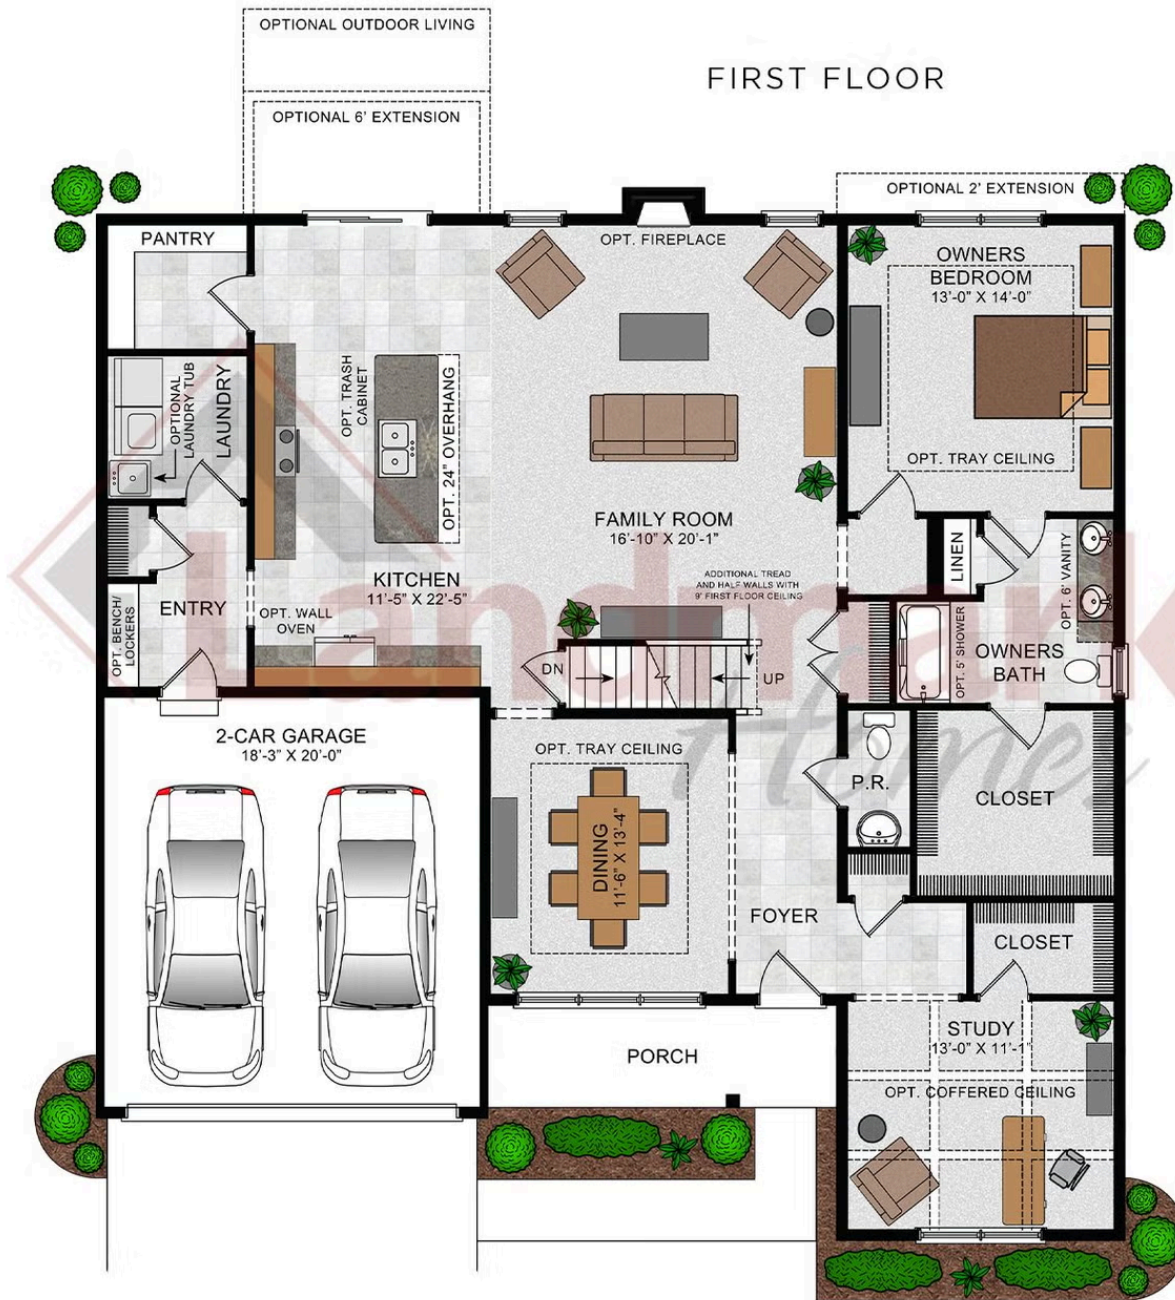 OPTIONAL OUTDOOR LIVING
FIRST FLOOR
OPTIONAL 6' EXTENSION
OPTIONAL 2' EXTENSION
PANTRY
OPT. FIREPLACE
OWNERS
BEDROOM
13'-0" X 14'-0"
OPTIONAL
LAUNDRY TUB
LAUNDRY
OPT. TRASH
CABINET
OPT. 24" OVERHANG
OPT. TRAY CEILING
FAMILY ROOM
16'-10" X 20'-1"
LINEN
OPT. 6' VANITY
KITCHEN
11'-5" X 22'-5"
ADDITIONAL TREAD
AND HALF WALLS WITH
9' FIRST FLOOR CEILING
ENTRY
OPT. BENCH/
LOCKERS
OPT. WALL
OVEN
OPT. 5' SHOWER
OWNERS
BATH
DN
UP
Landmark
Homes
2-CAR GARAGE
18'-3" X 20'-0"
OPT. TRAY CEILING
P.R.
CLOSET
DINING
11'-6" X 13'-4"
FOYER
CLOSET
STUDY
13'-0" X 11'-1"
PORCH
OPT. COFFERED CEILING